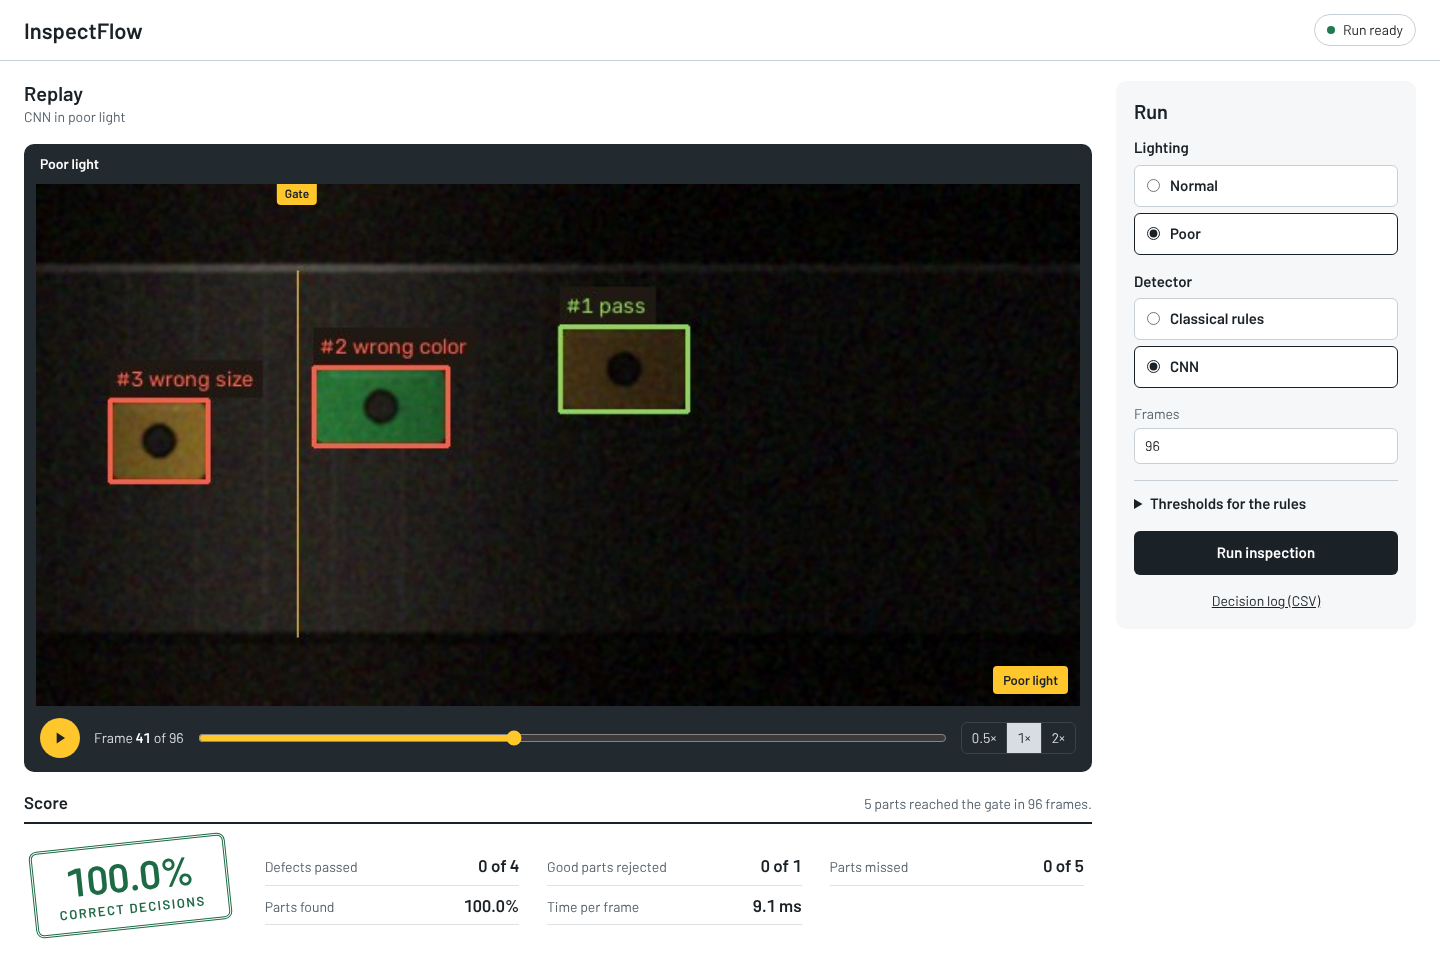 InspectFlow
Run ready
Replay
CNN in poor light
Poor light
Gate
#1 pass
#2 wrong color
#3 wrong size
Poor light
Frame 41 of 96
0.5×
1×
2×
Score
5 parts reached the gate in 96 frames.
100.0%
CORRECT DECISIONS
Defects passed
0 of 4
Good parts rejected
0 of 1
Parts missed
0 of 5
Parts found
100.0%
Time per frame
9.1 ms
Run
Lighting
Normal
Poor
Detector
Classical rules
CNN
Frames
96
Thresholds for the rules
Run inspection
Decision log (CSV)